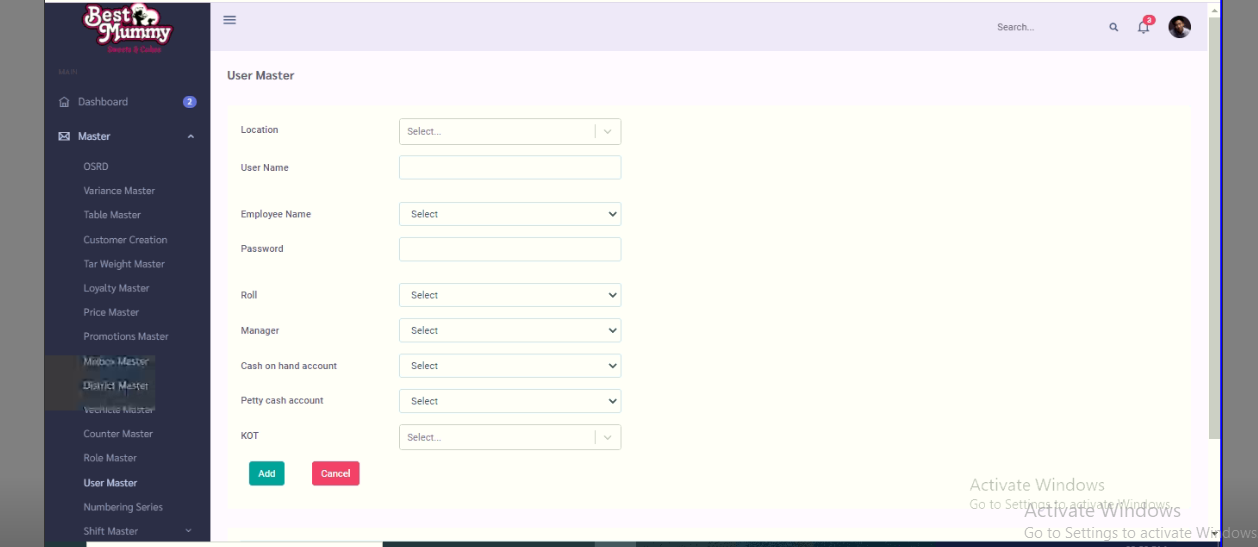 Best
Mummy
Sweets & Cakes
Search...
3
MAIN
User Master
Dashboard
2
Master
OSRD
Variance Master
Table Master
Customer Creation
Tar Weight Master
Loyalty Master
Price Master
Promotions Master
Master
District Master
Vechicle Master
Counter Master
Role Master
User Master
Numbering Series
Shift Master
Location
Select...
User Name
Employee Name
Select
Password
Roll
Select
Manager
Select
Cash on hand account
Select
Petty cash account
Select
KOT
Select...
Add
Cancel
Activate Windows
Go to Settings to activate Windows.
Activate Windows
Go to Settings to activate Windows